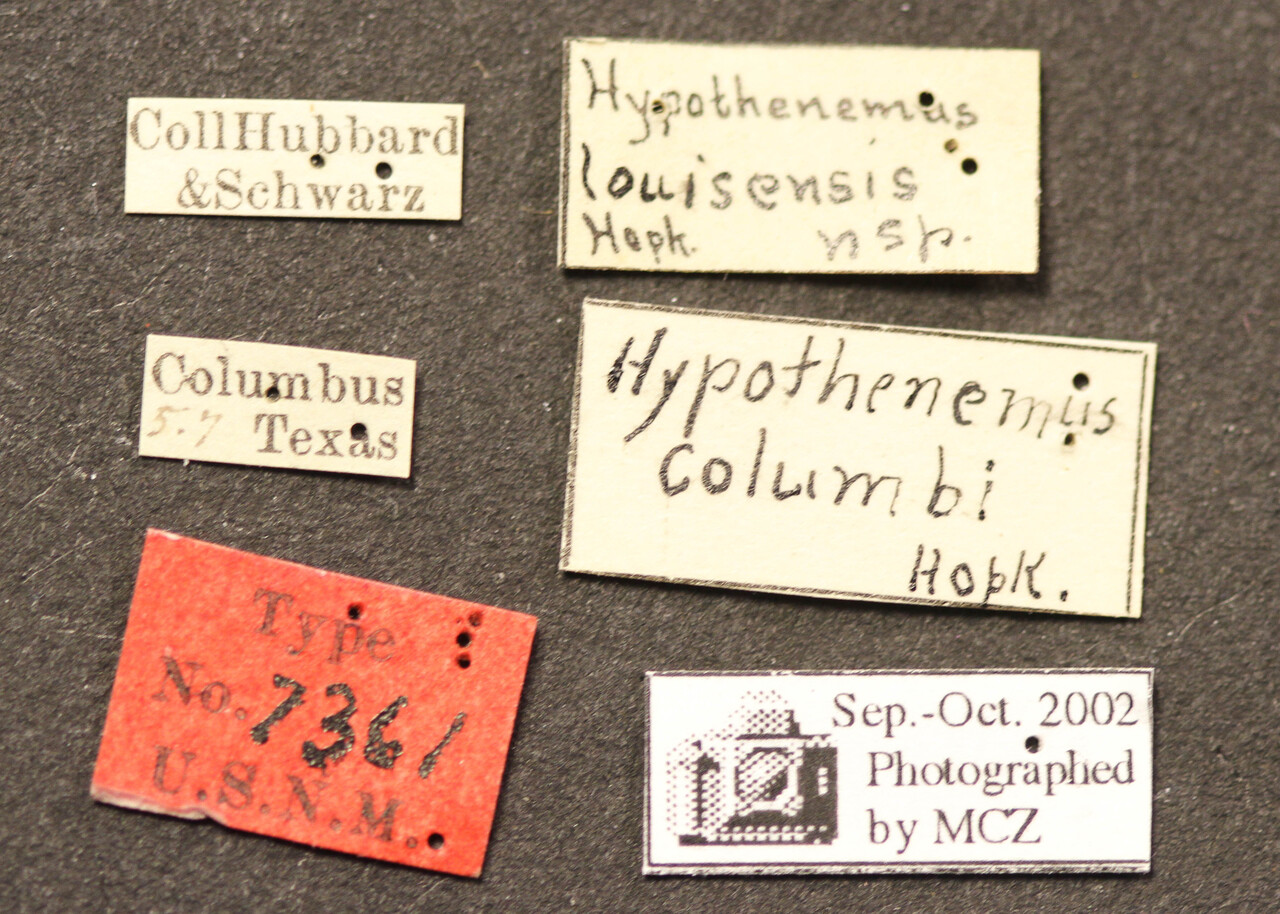 CollHubbard
&Schwarz
Hypothenemus
louisensis
Hopk. nsp.
Columbus
5.7 Texas
Hypothenemus
columbi
Hopk.
Type
No. 7361
U.S.N.M.
Sep.-Oct. 2002
Photographed
by MCZ